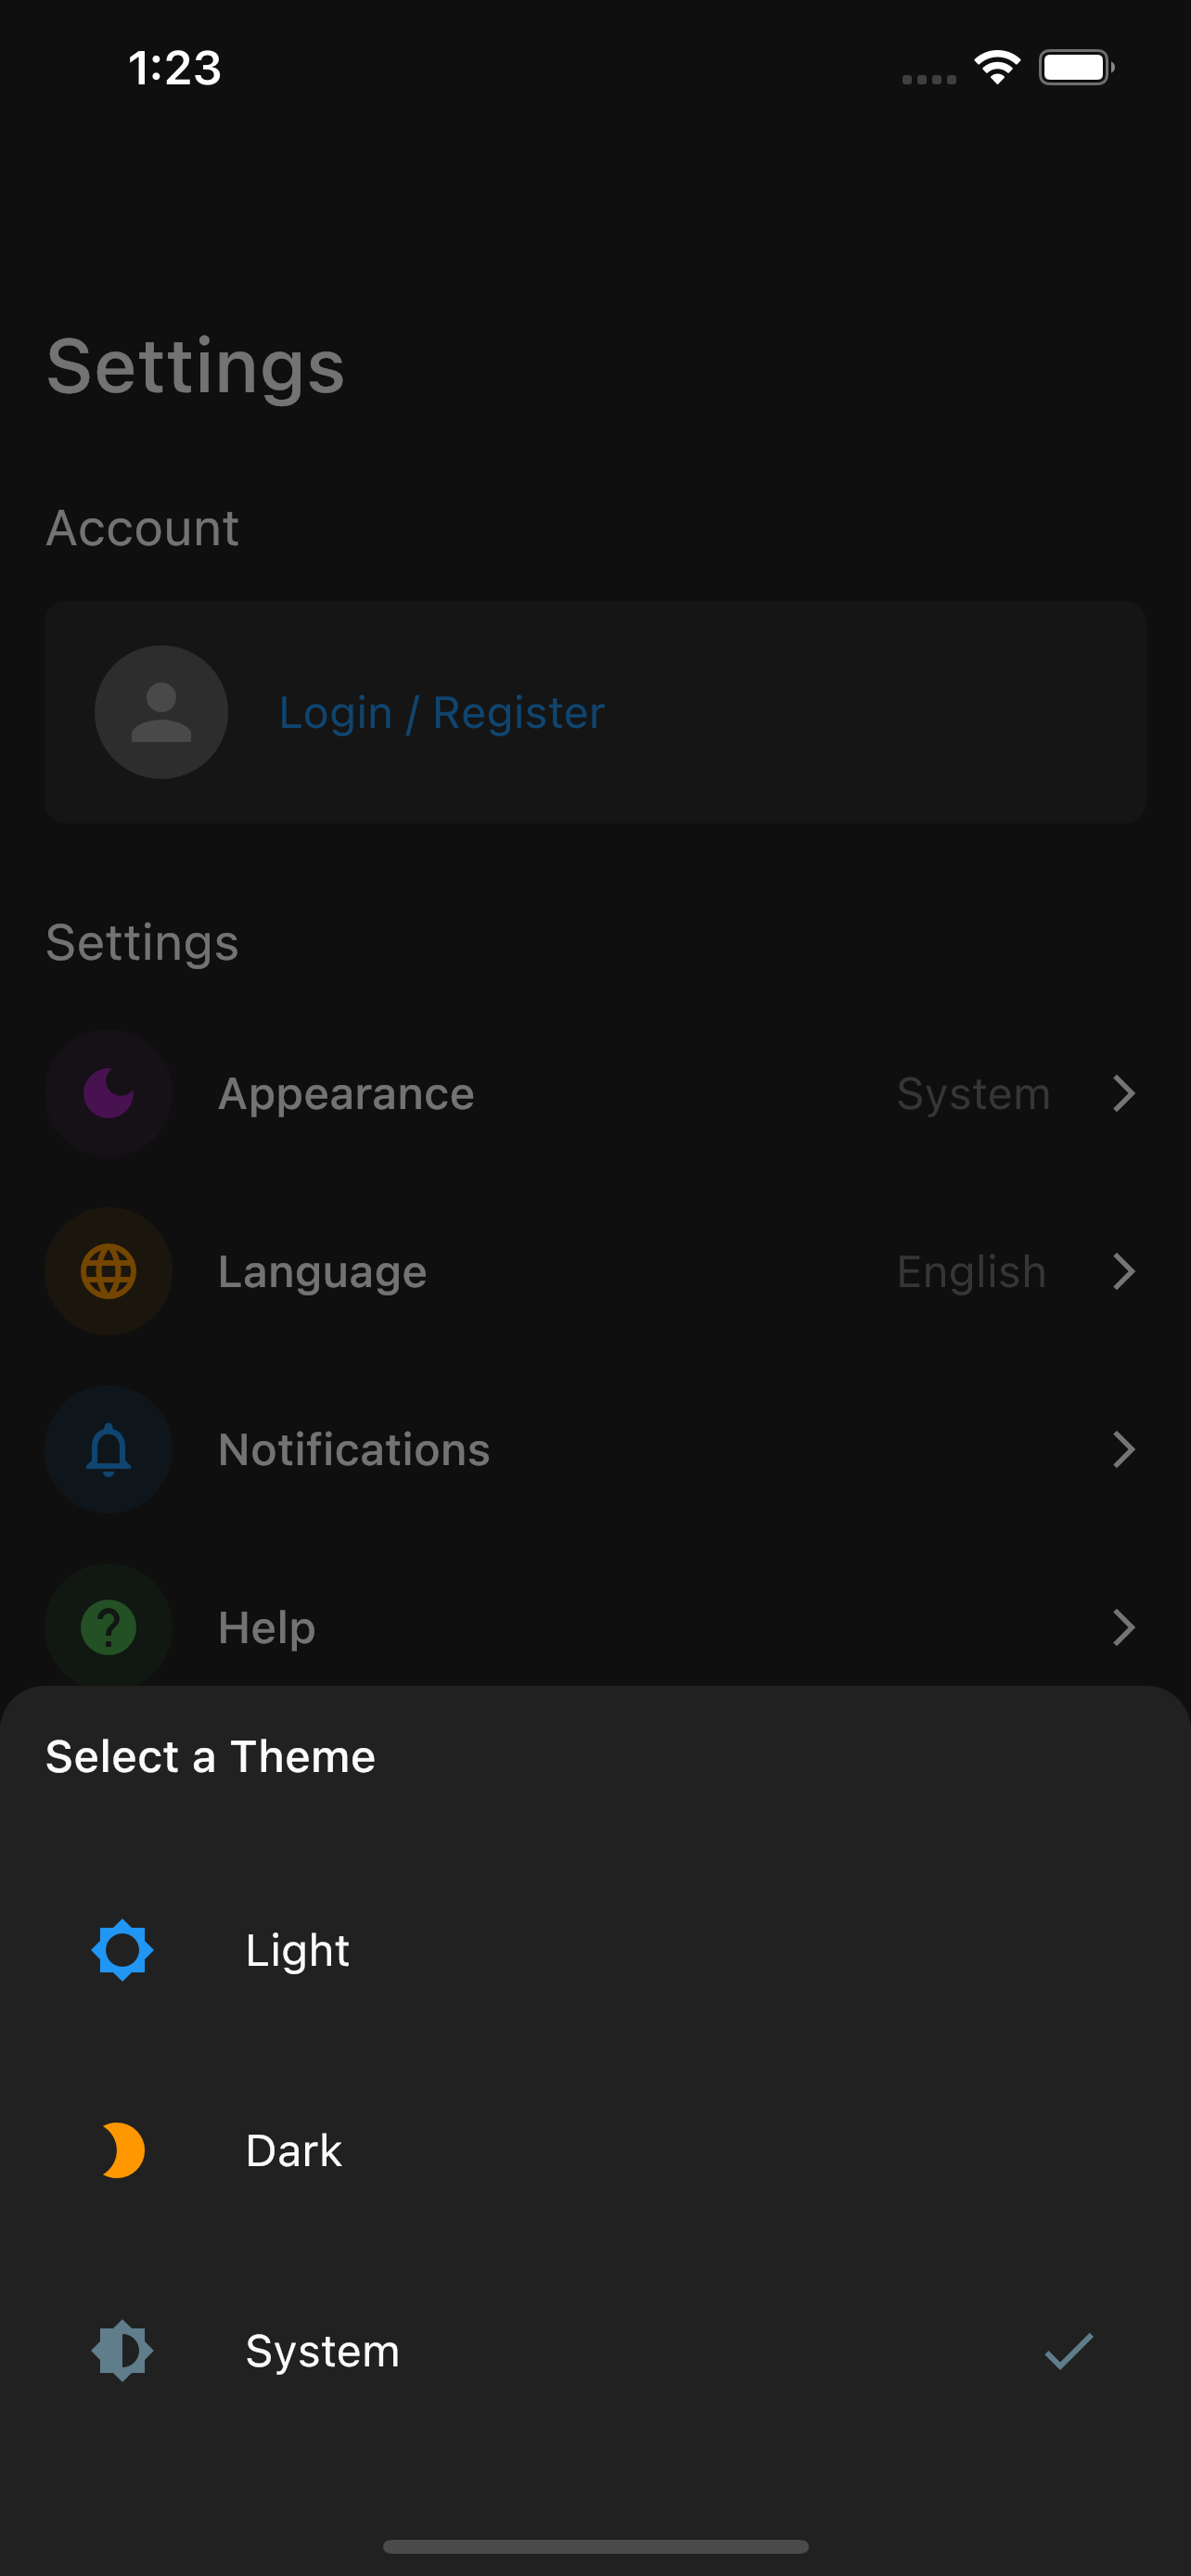 1:23
Settings
Account
Login / Register
Settings
Appearance System
Language English
Notifications
Help
Select a Theme
Light
Dark
System